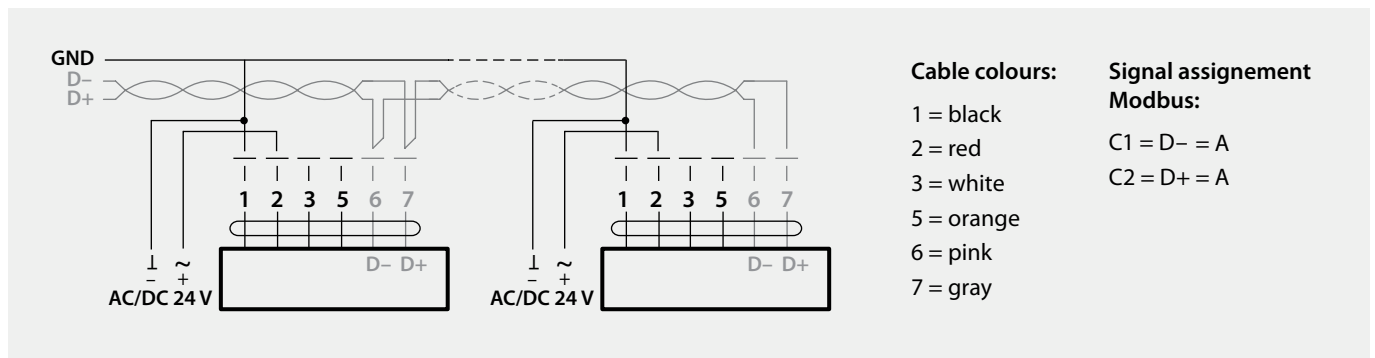 GND
D–
D+
1 2 3 5 6 7
1 2 3 5 6 7
D– D+
D– D+
⊥ ~
– +
AC/DC 24 V
⊥ ~
– +
AC/DC 24 V
Cable colours:
1 = black
2 = red
3 = white
5 = orange
6 = pink
7 = gray
Signal assignement
Modbus:
C1 = D– = A
C2 = D+ = A